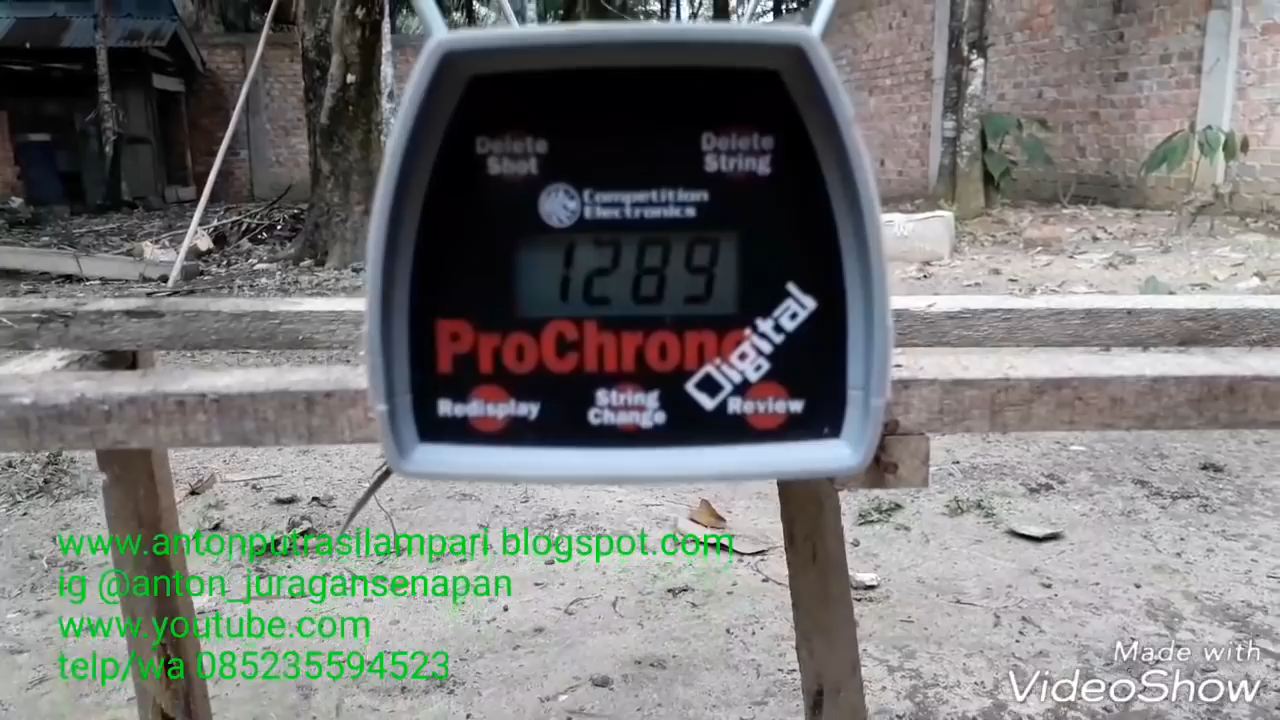 Delete Shot
Delete String
Competition Electronics
1289
ProChrono
Digital
Redisplay
String Change
Review
www.antonputrasilampari.blogspot.com
ig @anton_juragansenapan
www.youtube.com
telp/wa 085235594523
Made with
VideoShow